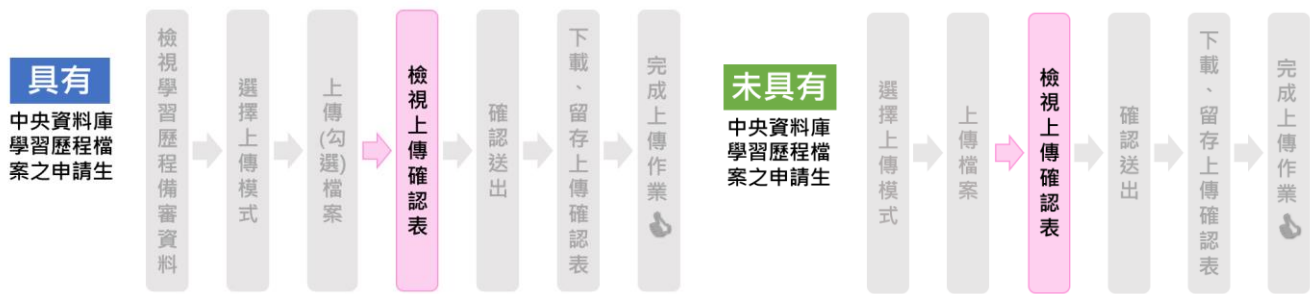 具有
中央資料庫
學習歷程檔
案之申請生
檢視學習歷程備審資料
選擇上傳模式
上傳(勾選)檔案
檢視上傳確認表
確認送出
下載、留存上傳確認表
完成上傳作業
未具有
中央資料庫
學習歷程檔
案之申請生
選擇上傳模式
上傳檔案
檢視上傳確認表
確認送出
下載、留存上傳確認表
完成上傳作業